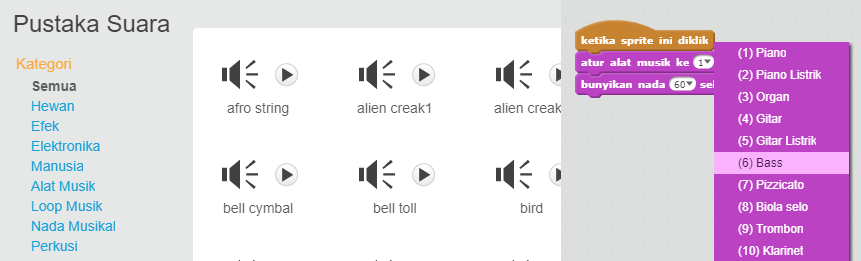 Pustaka Suara
Kategori
Semua
Hewan
Efek
Elektronika
Manusia
Alat Musik
Loop Musik
Nada Musikal
Perkusi
afro string
alien creak1
alien creak
bell cymbal
bell toll
bird
ketika sprite ini diklik
atur alat musik ke 1
bunyikan nada 60 sel
(1) Piano
(2) Piano Listrik
(3) Organ
(4) Gitar
(5) Gitar Listrik
(6) Bass
(7) Pizzicato
(8) Biola selo
(9) Trombon
(10) Klarinet